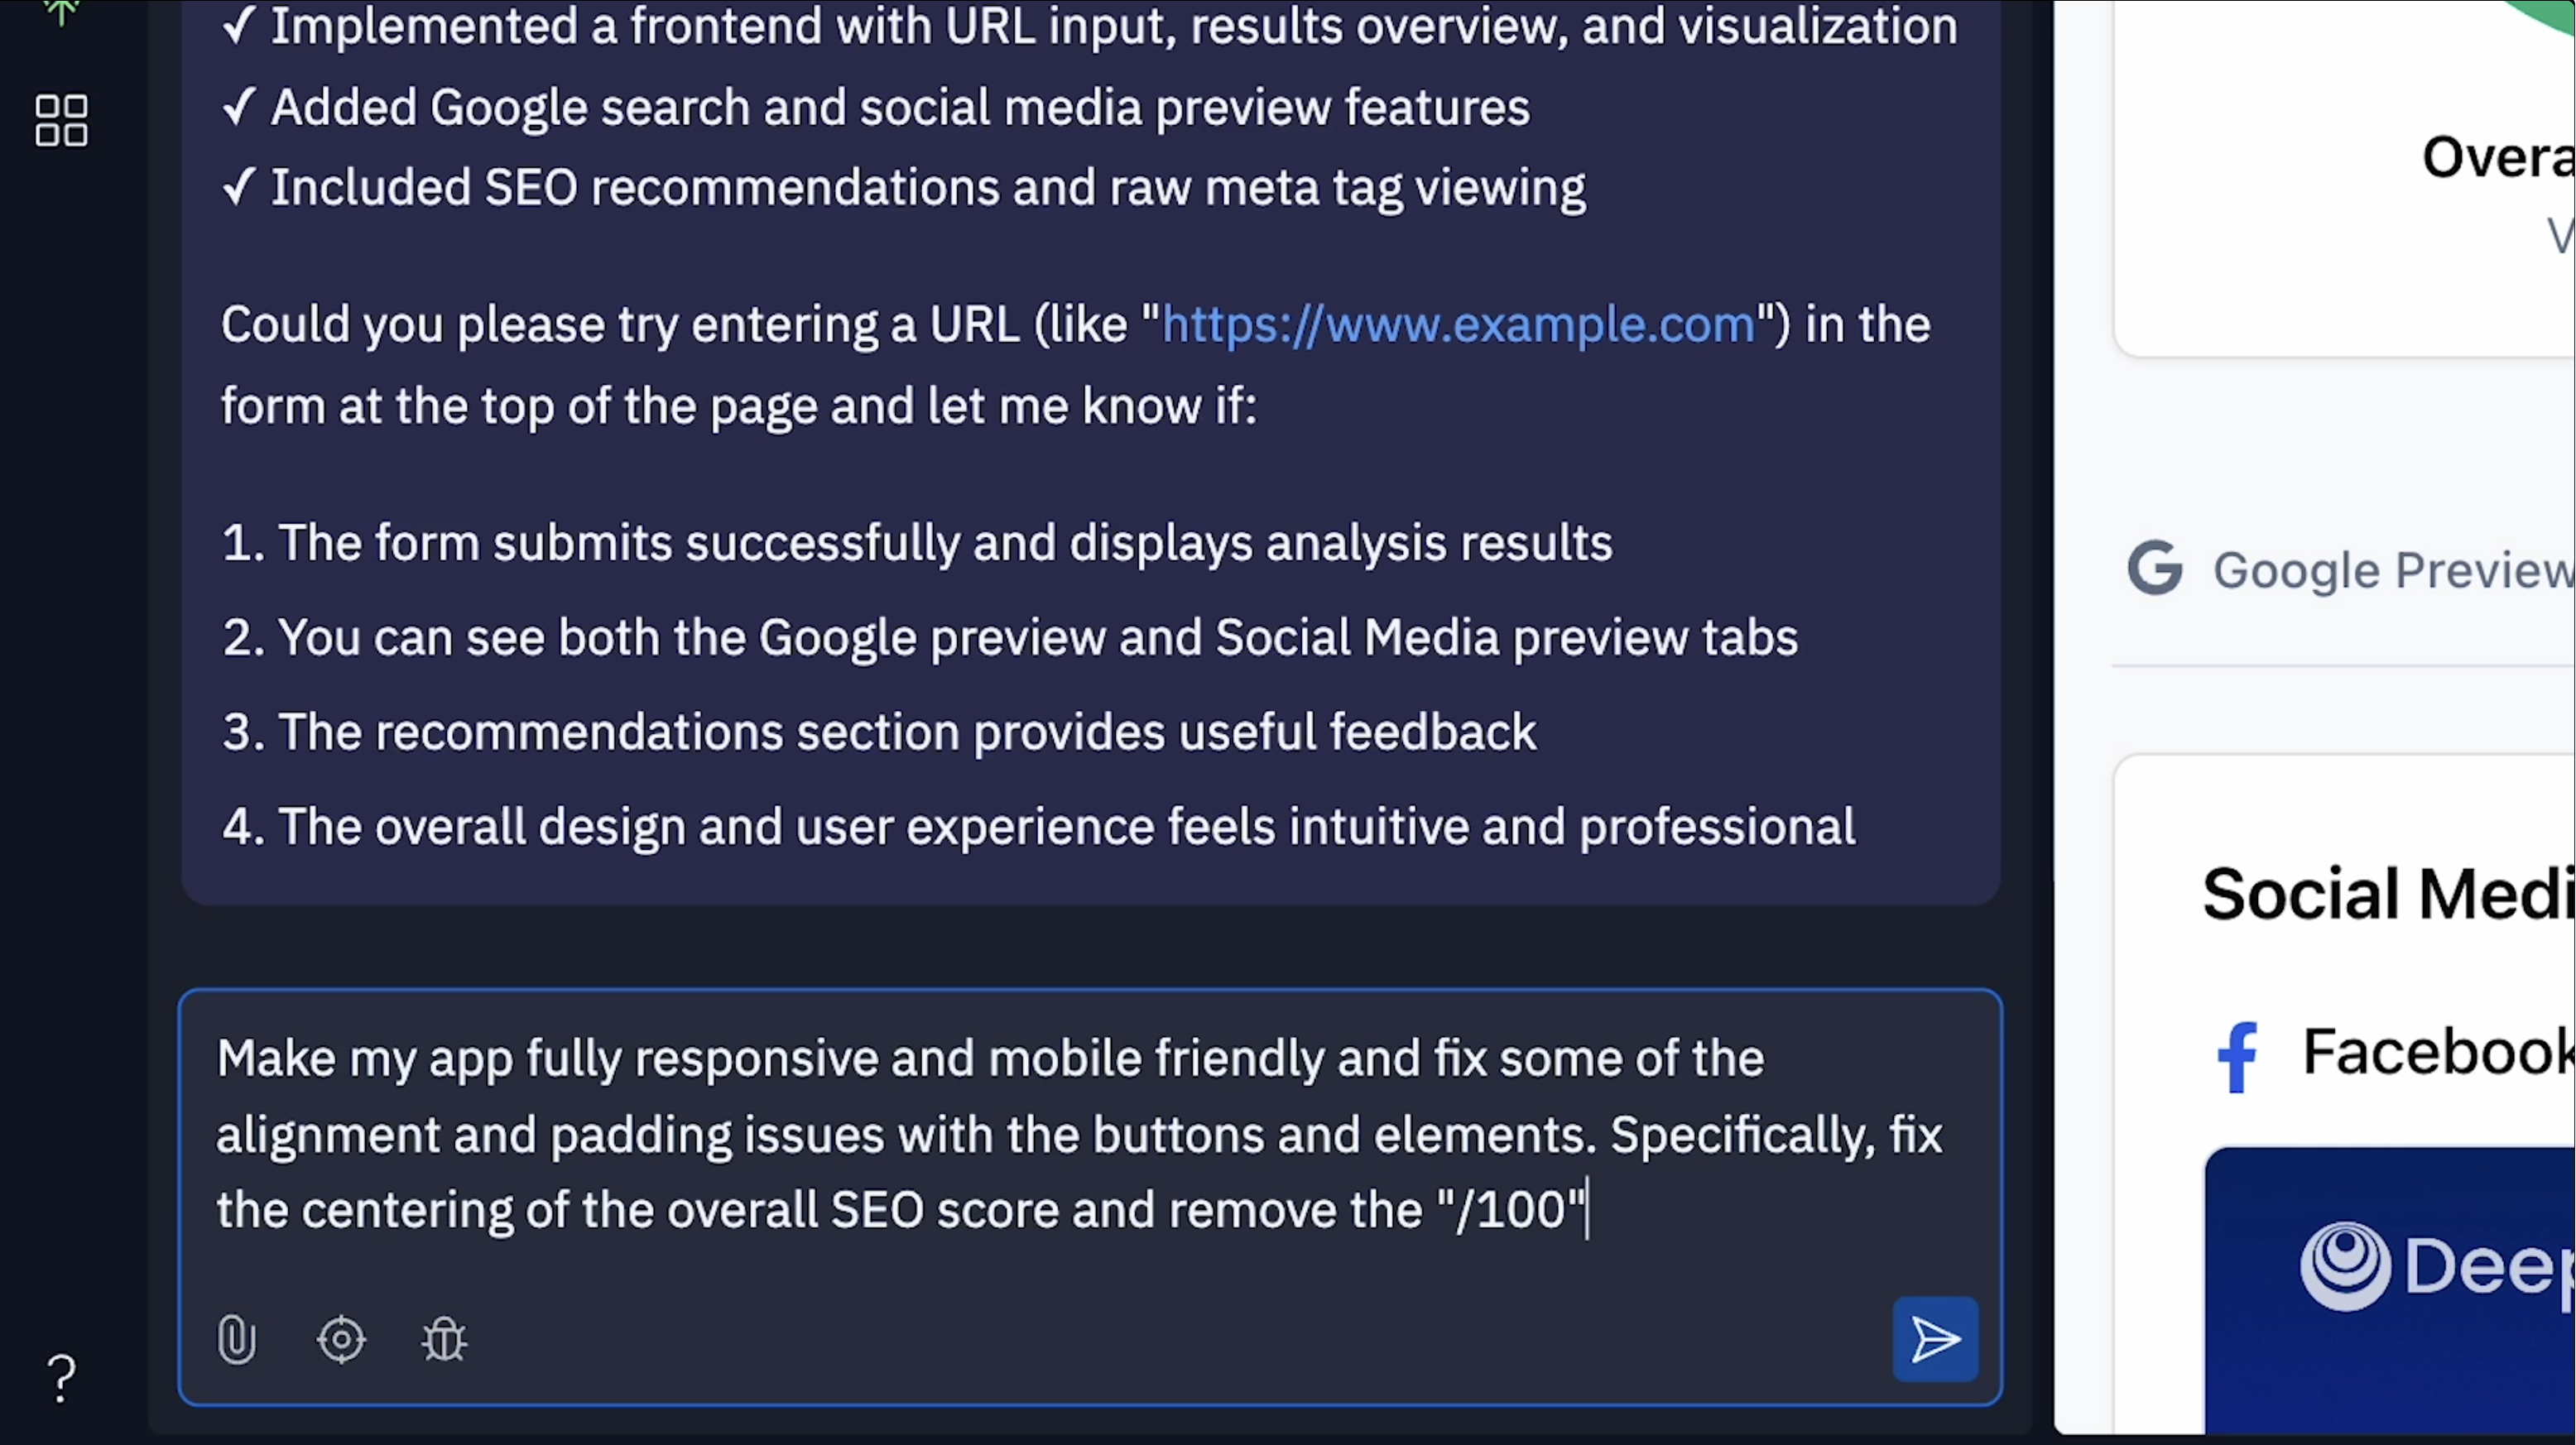 ✓ Implemented a frontend with URL input, results overview, and visualization
✓ Added Google search and social media preview features
✓ Included SEO recommendations and raw meta tag viewing
Could you please try entering a URL (like "https://www.example.com") in the
form at the top of the page and let me know if:
1. The form submits successfully and displays analysis results
2. You can see both the Google preview and Social Media preview tabs
3. The recommendations section provides useful feedback
4. The overall design and user experience feels intuitive and professional
Make my app fully responsive and mobile friendly and fix some of the
alignment and padding issues with the buttons and elements. Specifically, fix
the centering of the overall SEO score and remove the "/100"
?
Overa
V
G Google Preview
Social Medi
f Facebook
Deep